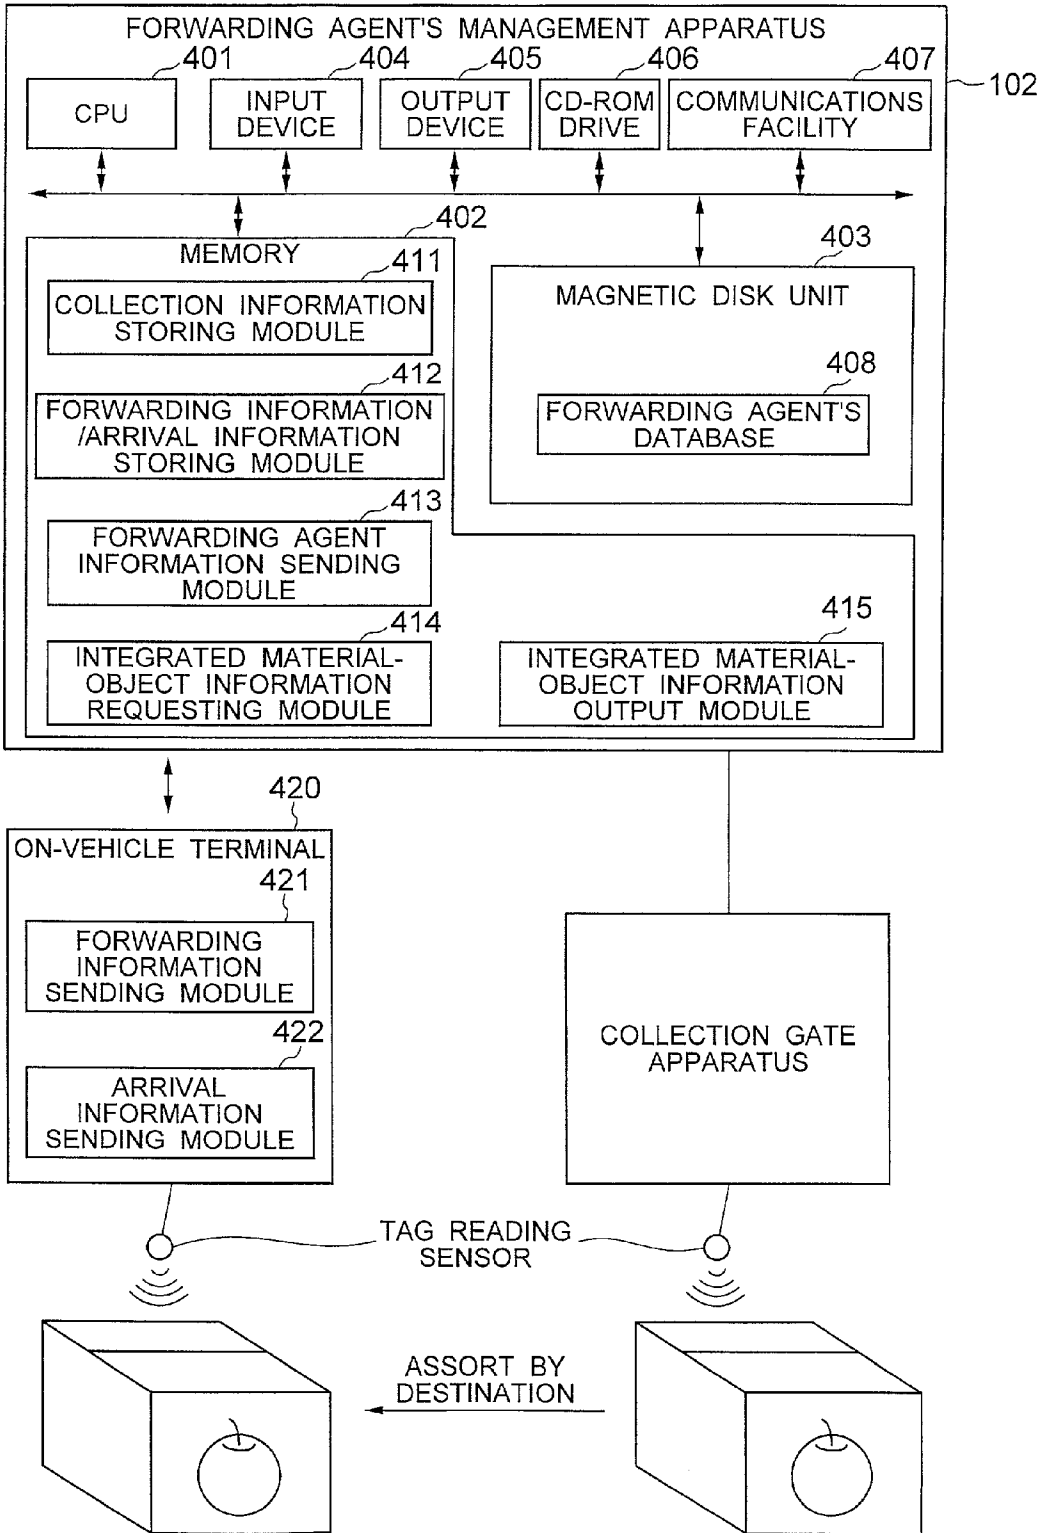 FORWARDING AGENT'S MANAGEMENT APPARATUS
401
404
405
406
407
102
CPU
INPUT
DEVICE
OUTPUT
DEVICE
CD-ROM
DRIVE
COMMUNICATIONS
FACILITY
402
MEMORY
411
COLLECTION INFORMATION
STORING MODULE
412
FORWARDING INFORMATION
/ARRIVAL INFORMATION
STORING MODULE
413
FORWARDING AGENT
INFORMATION SENDING
MODULE
414
INTEGRATED MATERIAL-
OBJECT INFORMATION
REQUESTING MODULE
403
MAGNETIC DISK UNIT
408
FORWARDING AGENT'S
DATABASE
415
INTEGRATED MATERIAL-
OBJECT INFORMATION
OUTPUT MODULE
420
ON-VEHICLE TERMINAL
421
FORWARDING
INFORMATION
SENDING MODULE
422
ARRIVAL
INFORMATION
SENDING MODULE
COLLECTION GATE
APPARATUS
TAG READING
SENSOR
ASSORT BY
DESTINATION